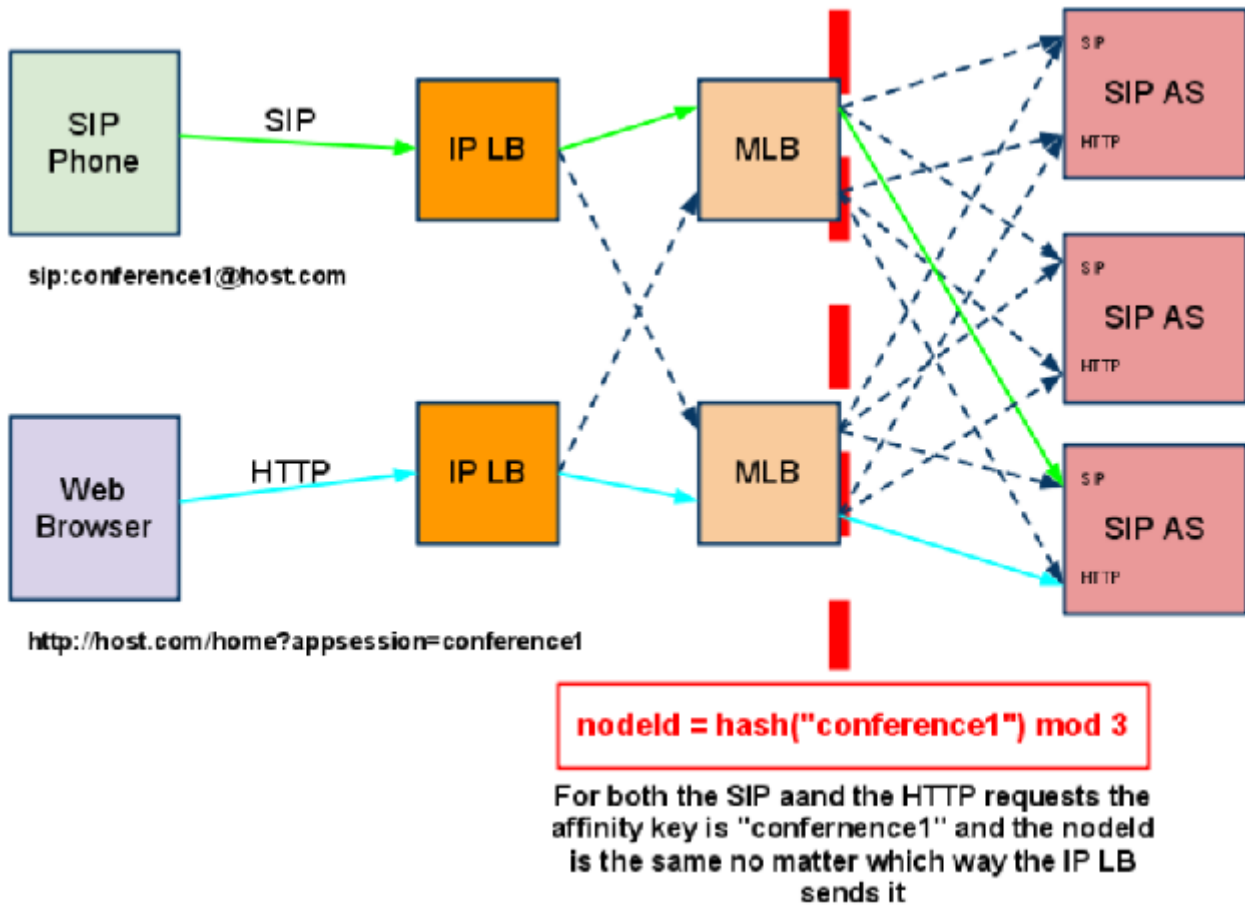 SIP
Phone
SIP
IP LB
MLB
SIP
SIP AS
HTTP
sip:conference1@host.com
SIP
SIP AS
HTTP
Web
Browser
HTTP
IP LB
MLB
SIP
SIP AS
HTTP
http://host.com/home?appsession=conference1
nodeId = hash("conference1") mod 3
For both the SIP aand the HTTP requests the
affinity key is "confernence1" and the nodeId
is the same no matter which way the IP LB
sends it